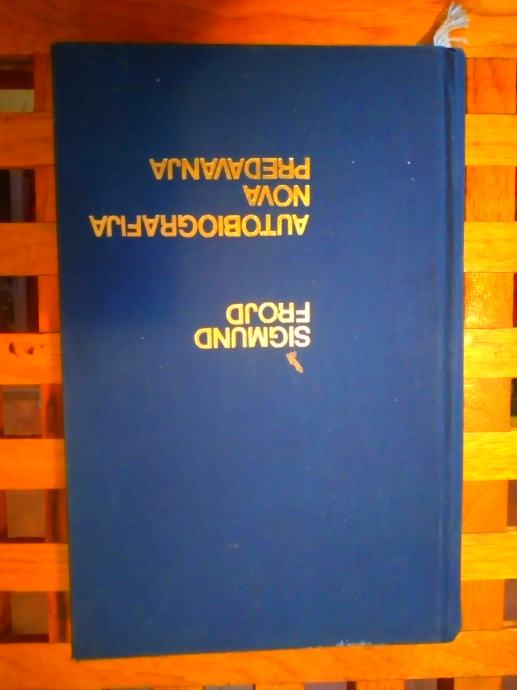 SIGMUND
FROJD
AUTOBIOGRAFIJA
NOVA
PREDAVANJA